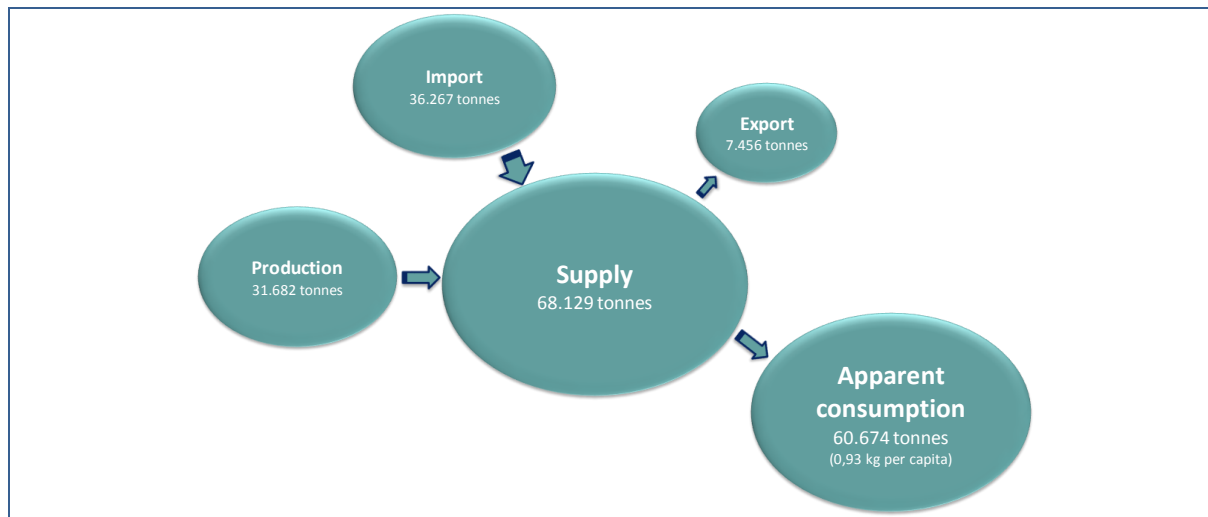 Import
36.267 tonnes
Export
7.456 tonnes
Production
31.682 tonnes
Supply
68.129 tonnes
Apparent
consumption
60.674 tonnes
(0,93 kg per capita)